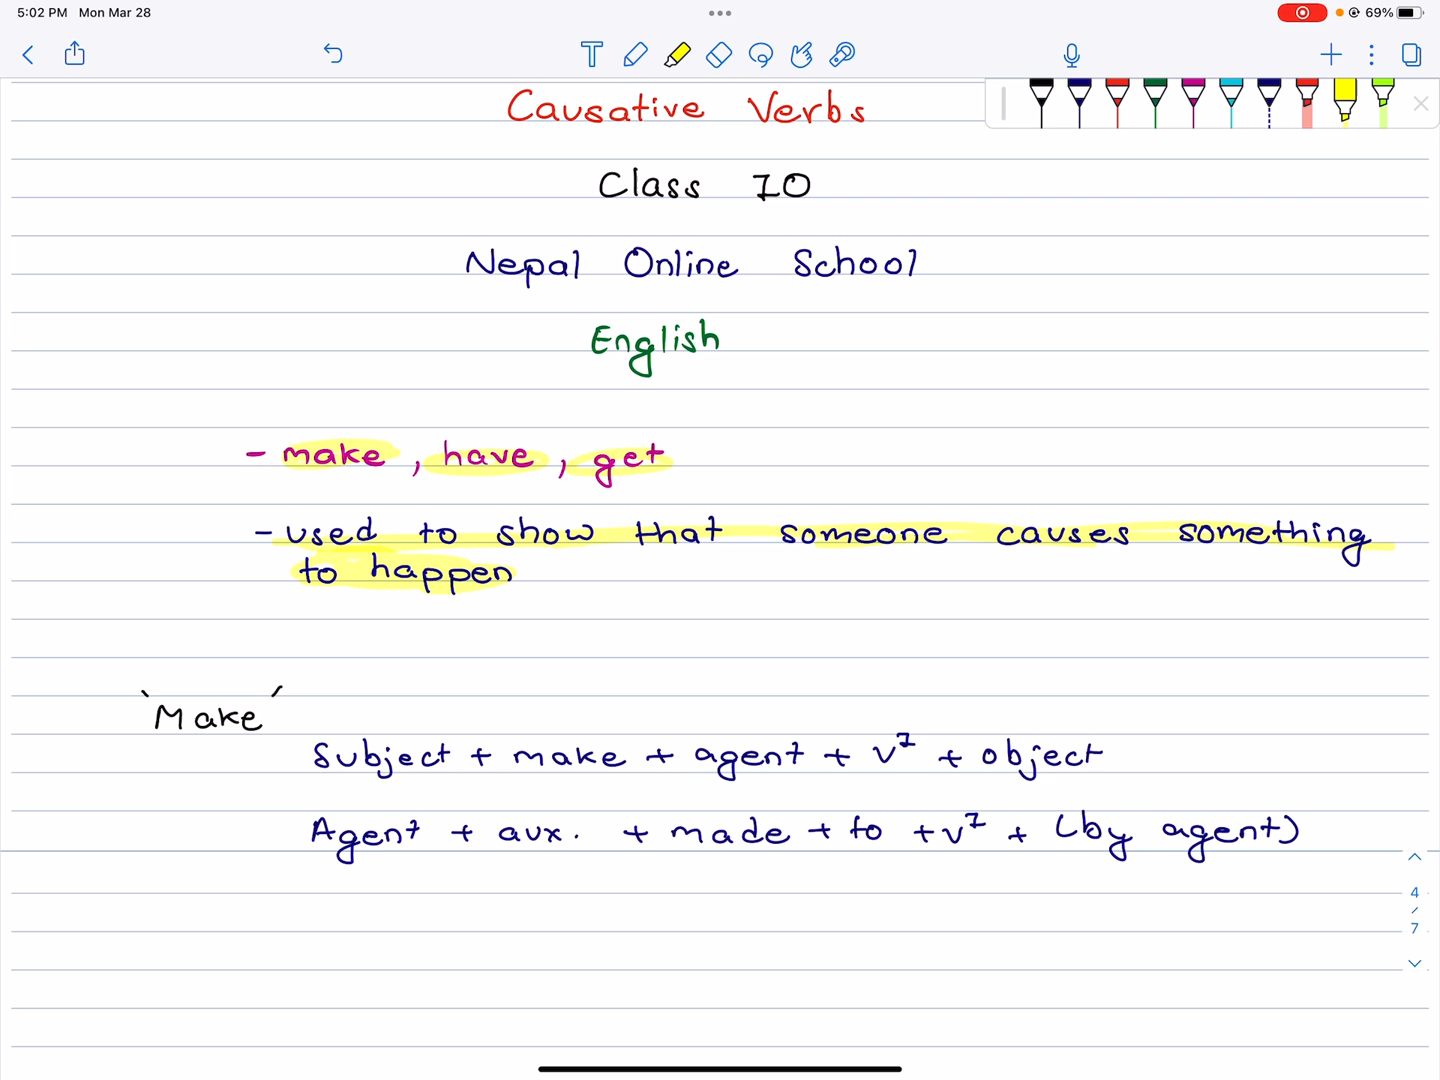 5:02 PM Mon Mar 28
69%
Causative Verbs
Class 10
Nepal Online School
English
- make, have, get
- used to show that someone causes something
to happen
'Make'
Subject + make + agent + v¹ + object
Agent + aux. + made + to + v¹ + (by agent)
4
/
7